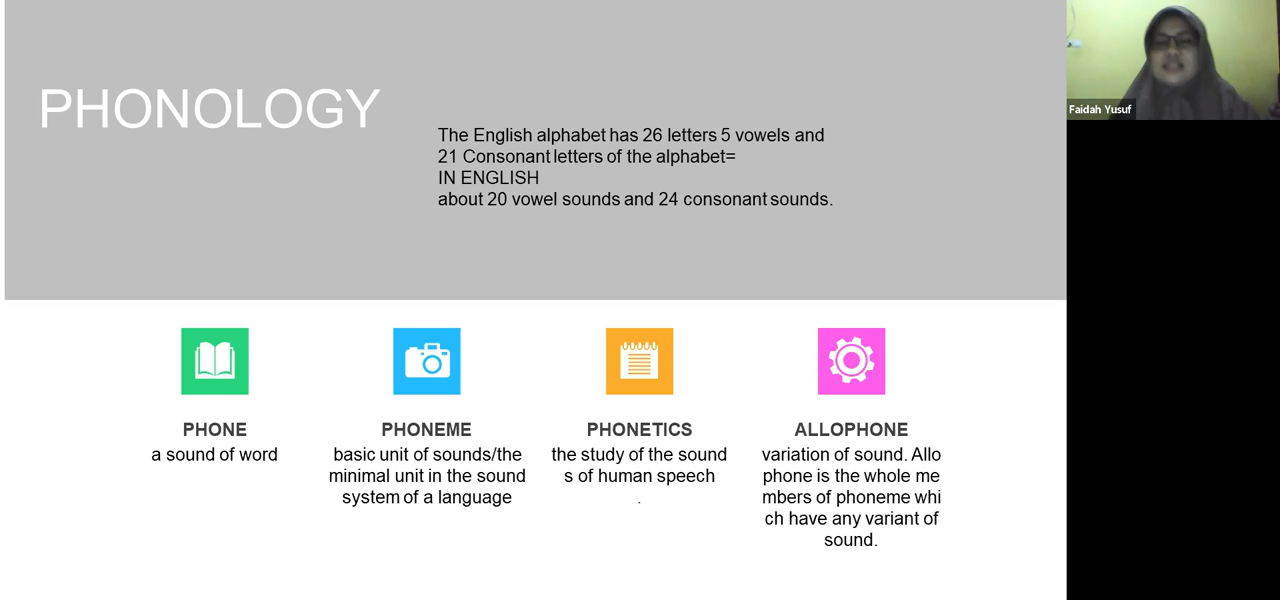 PHONOLOGY
The English alphabet has 26 letters 5 vowels and
21 Consonant letters of the alphabet=
IN ENGLISH
about 20 vowel sounds and 24 consonant sounds.
Faidah Yusuf
PHONE
a sound of word
PHONEME
basic unit of sounds/the
minimal unit in the sound
system of a language
PHONETICS
the study of the sound
s of human speech
.
ALLOPHONE
variation of sound. Allo
phone is the whole me
mbers of phoneme whi
ch have any variant of
sound.